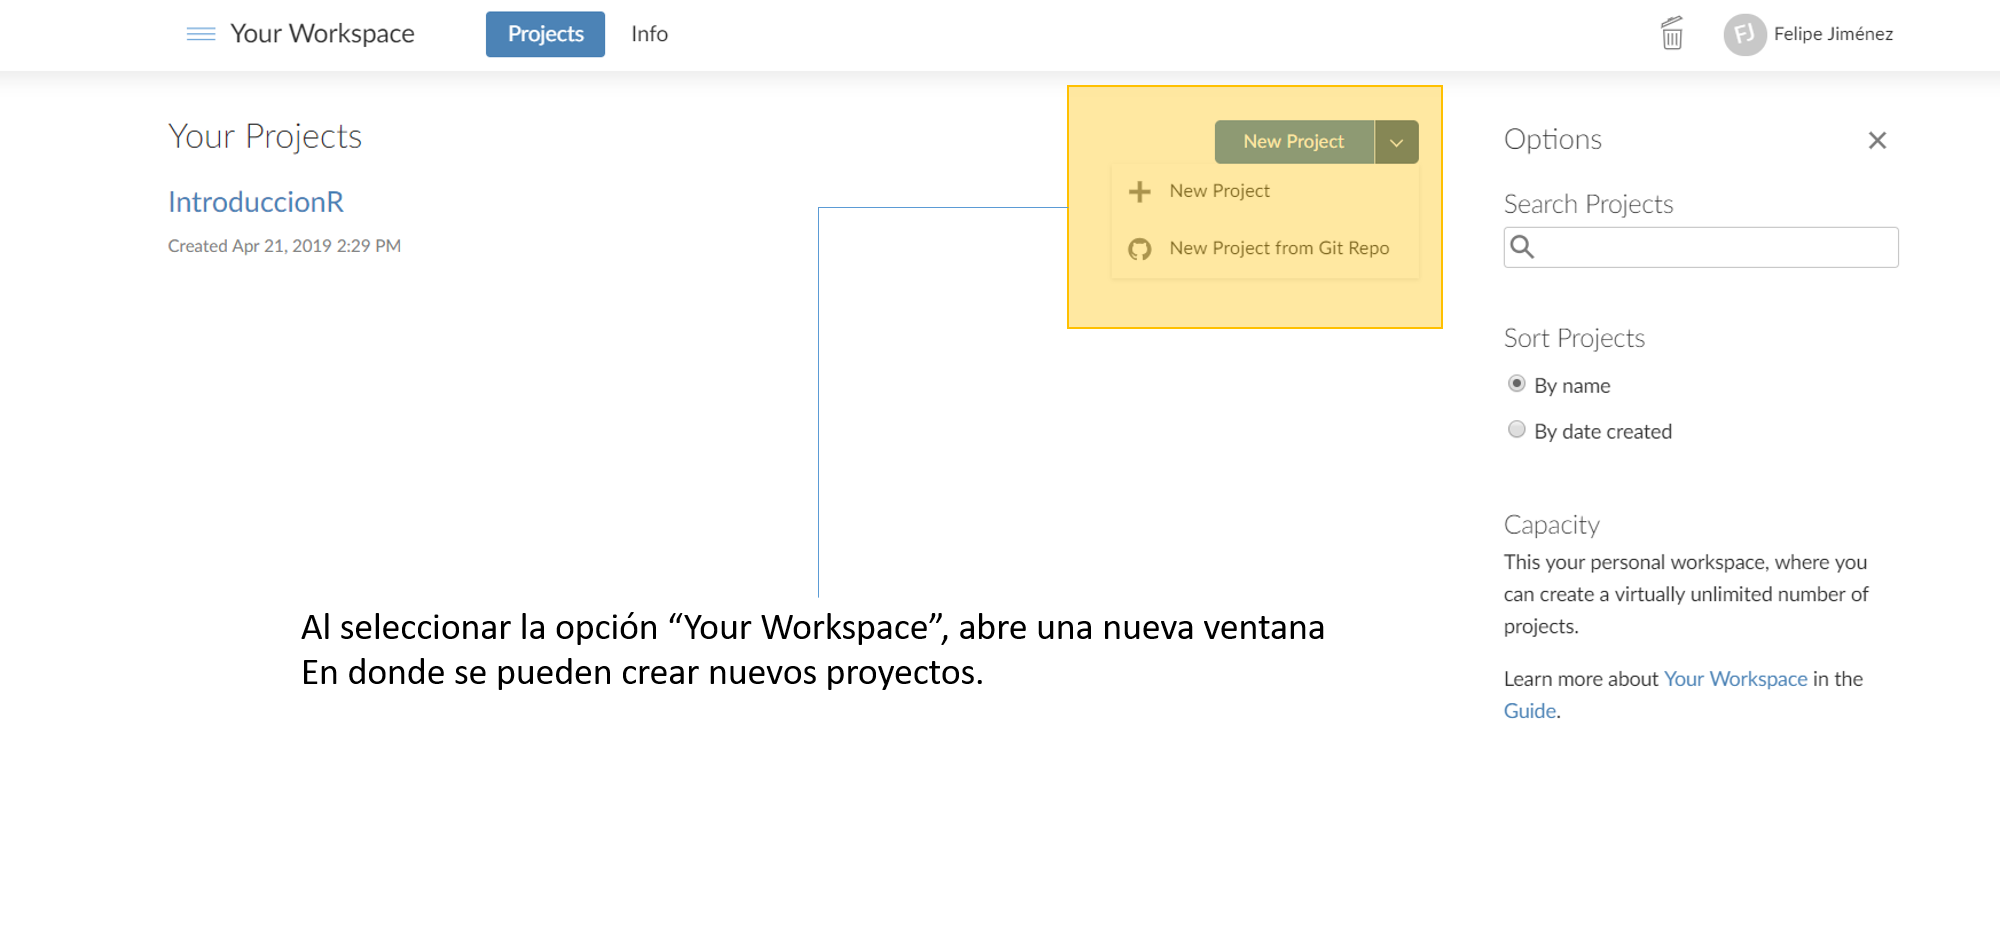 Your Workspace
Projects
Info
FJ
Felipe Jiménez
Your Projects
IntroduccionR
Created Apr 21, 2019 2:29 PM
New Project
New Project
New Project from Git Repo
Options
Search Projects
Sort Projects
By name
By date created
Capacity
This your personal workspace, where you
can create a virtually unlimited number of
projects.
Learn more about Your Workspace in the
Guide.
Al seleccionar la opción “Your Workspace”, abre una nueva ventana
En donde se pueden crear nuevos proyectos.